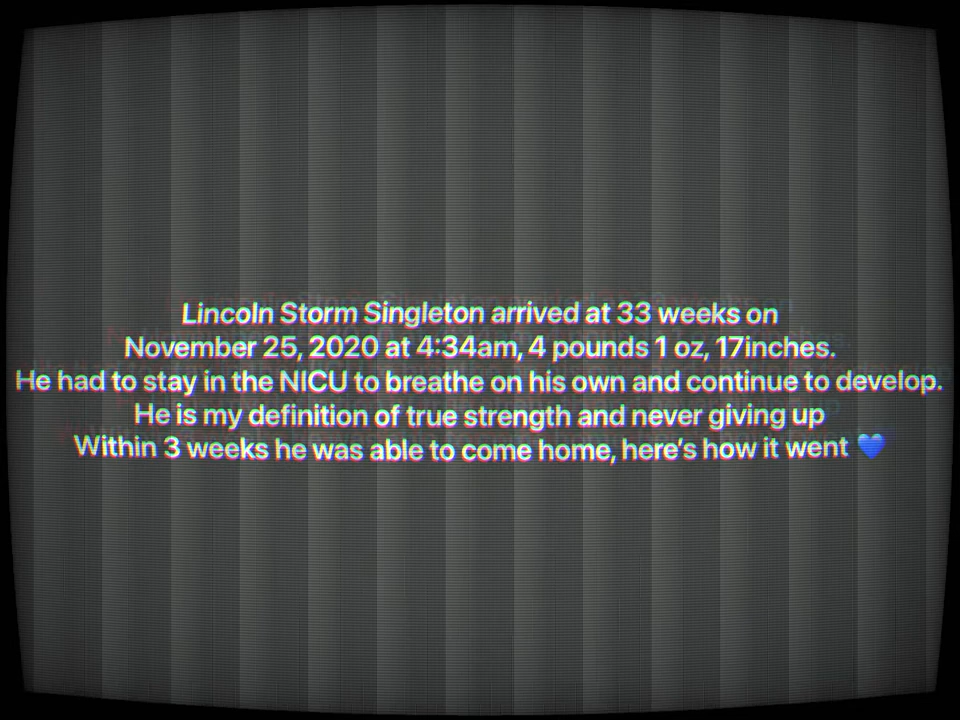 Lincoln Storm Singleton arrived at 33 weeks on
November 25, 2020 at 4:34am, 4 pounds 1 oz, 17inches.
He had to stay in the NICU to breathe on his own and continue to develop.
He is my definition of true strength and never giving up
Within 3 weeks he was able to come home, here's how it went 💙